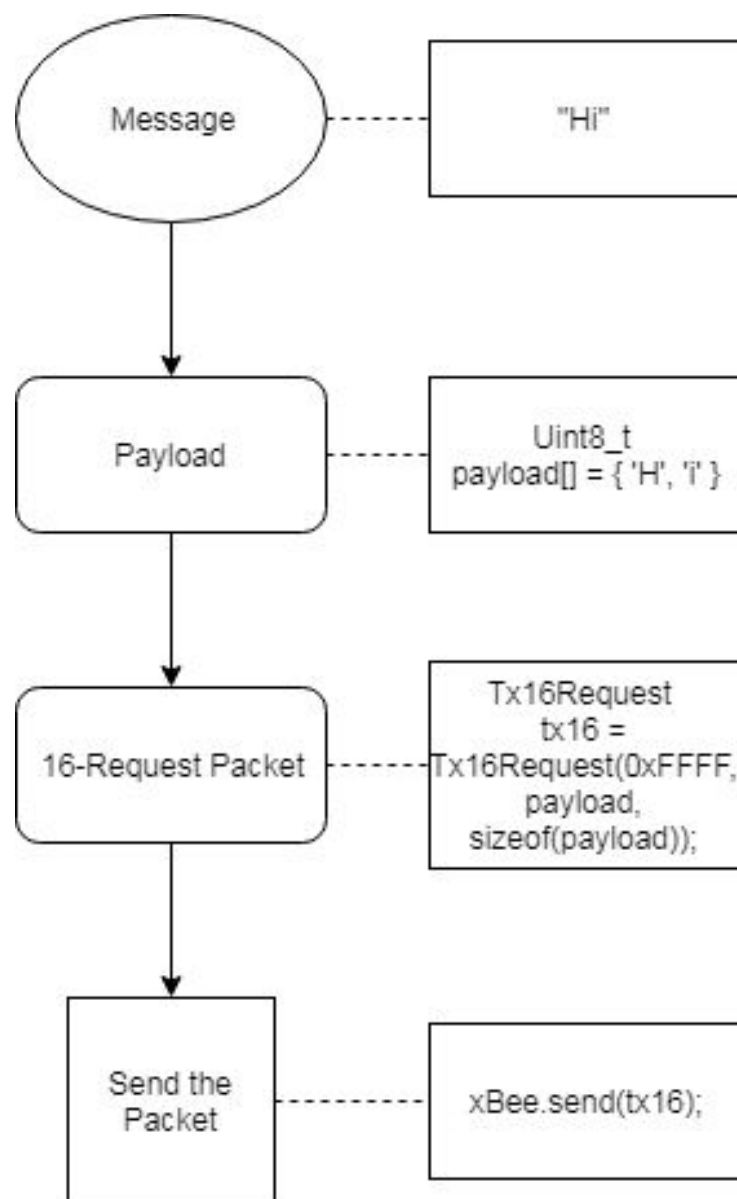 Message
"Hi"
Payload
Uint8_t
payload[] = { 'H', 'i' }
16-Request Packet
Tx16Request
tx16 =
Tx16Request(0xFFFF,
payload,
sizeof(payload));
Send the
Packet
xBee.send(tx16);